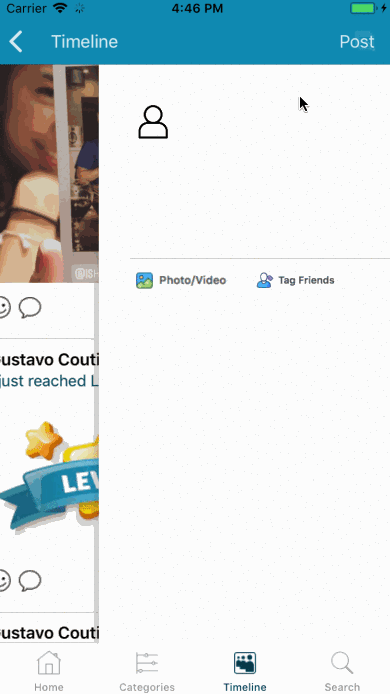 Carrier 4:46 PM
Timeline Post
Photo/Video Tag Friends
ustavo Couti
just reached L
LEV
ustavo Couti
Home Categories Timeline Search